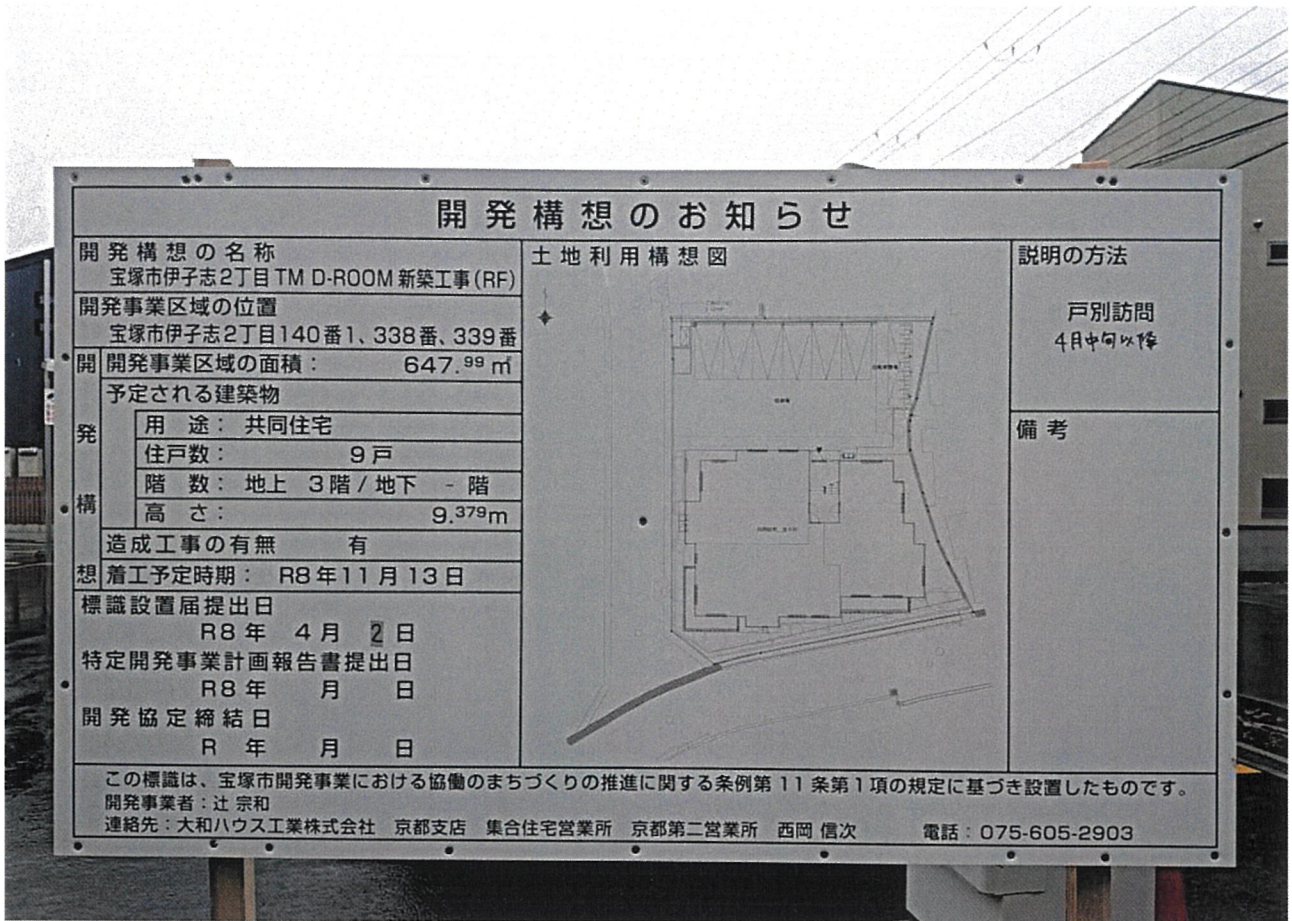 開発構想のお知らせ
開発構想の名称
宝塚市伊子志2丁目 TM D-ROOM 新築工事(RF)
開発事業区域の位置
宝塚市伊子志2丁目140番1、338番、339番
開発構想
開発事業区域の面積： 647.99㎡
予定される建築物
用途：共同住宅
住戸数： 9戸
階数：地上 3階/地下 - 階
高さ： 9.379m
造成工事の有無 有
着工予定時期： R8年11月13日
標識設置届提出日
R8年 4月 2日
特定開発事業計画報告書提出日
R8年 月 日
開発協定締結日
R 年 月 日
土地利用構想図
説明の方法
戸別訪問
4月中旬以降
備考
この標識は、宝塚市開発事業における協働のまちづくりの推進に関する条例第11条第1項の規定に基づき設置したものです。
開発事業者：辻 宗和
連絡先：大和ハウス工業株式会社 京都支店 集合住宅営業所 京都第二営業所 西岡 信次 電話：075-605-2903